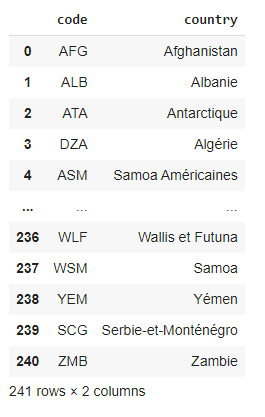 code country
0 AFG Afghanistan
1 ALB Albanie
2 ATA Antarctique
3 DZA Algérie
4 ASM Samoa Américaines
... ... ...
236 WLF Wallis et Futuna
237 WSM Samoa
238 YEM Yémen
239 SCG Serbie-et-Monténégro
240 ZMB Zambie
241 rows × 2 columns